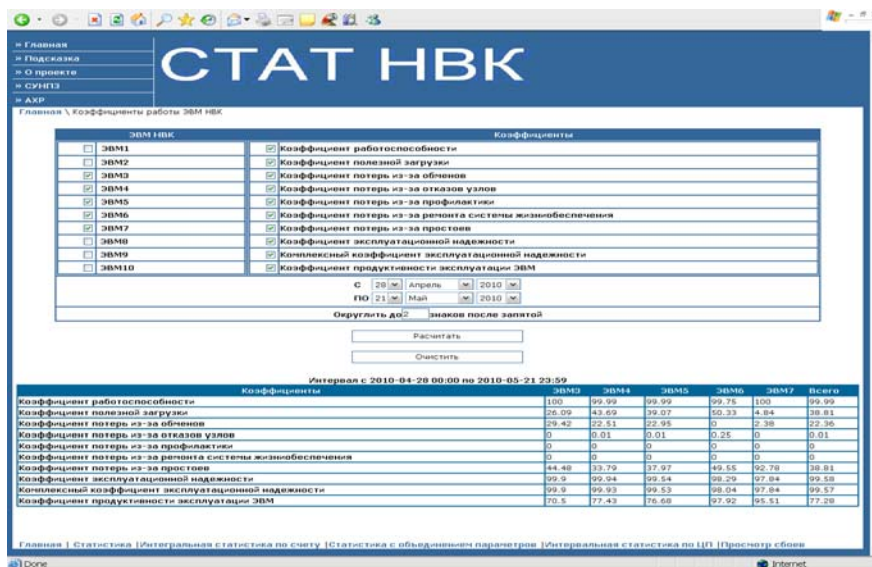 » Главная
» Подсказка
» О проекте
» СУНПЗ
» АХР
СТАТ НВК
Главная \ Коэффициенты работы ЭВМ НВК
ЭВМ НВК Коэффициенты
ЭВМ1 Коэффициент работоспособности
ЭВМ2 Коэффициент полезной загрузки
ЭВМ3 Коэффициент потерь из-за обменов
ЭВМ4 Коэффициент потерь из-за отказов узлов
ЭВМ5 Коэффициент потерь из-за профилактики
ЭВМ6 Коэффициент потерь из-за ремонта системы жизниобеспечения
ЭВМ7 Коэффициент потерь из-за простоев
ЭВМ8 Коэффициент эксплуатационной надежности
ЭВМ9 Комплексный коэффициент эксплуатационной надежности
ЭВМ10 Коэффициент продуктивности эксплуатации ЭВМ
С 28 Апрель 2010
ПО 21 Май 2010
Округлить до 2 знаков после запятой
Расчитать
Очистить
Интервал с 2010-04-28 00:00 по 2010-05-21 23:59
Коэффициенты ЭВМ3 ЭВМ4 ЭВМ5 ЭВМ6 ЭВМ7 Всего
Коэффициент работоспособности 100 99.99 99.99 99.75 100 99.99
Коэффициент полезной загрузки 26.09 43.69 39.07 50.33 4.84 38.81
Коэффициент потерь из-за обменов 29.42 22.51 22.95 0 2.38 22.36
Коэффициент потерь из-за отказов узлов 0 0.01 0.01 0.25 0 0.01
Коэффициент потерь из-за профилактики 0 0 0 0 0 0
Коэффициент потерь из-за ремонта системы жизниобеспечения 0 0 0 0 0 0
Коэффициент потерь из-за простоев 44.48 33.79 37.97 49.55 92.78 38.81
Коэффициент эксплуатационной надежности 99.9 99.94 99.54 98.29 97.84 99.58
Комплексный коэффициент эксплуатационной надежности 99.9 99.93 99.53 98.04 97.84 99.57
Коэффициент продуктивности эксплуатации ЭВМ 70.5 77.43 76.68 97.92 95.51 77.28
Главная | Статистика |Интегральная статистика по счету |Статистика с объединением параметров |Интервальная статистика по ЦП |Просмотр сбоев
Done Internet